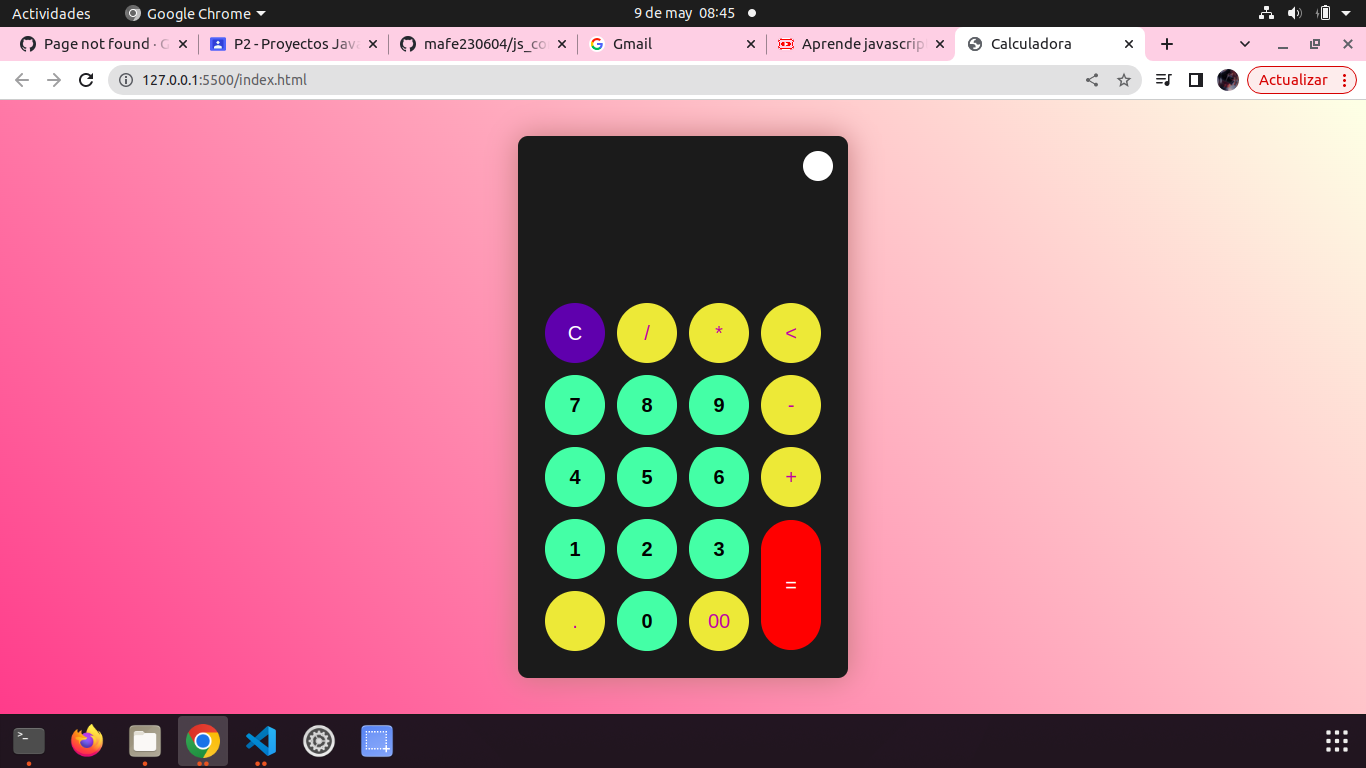 Actividades Google Chrome 9 de may 08:45
Page not found · G P2 - Proyectos Jav mafe230604/js_co Gmail Aprende javascrip Calculadora
127.0.0.1:5500/index.html Actualizar
C / * <
7 8 9 -
4 5 6 +
1 2 3
=
. 0 00
>_